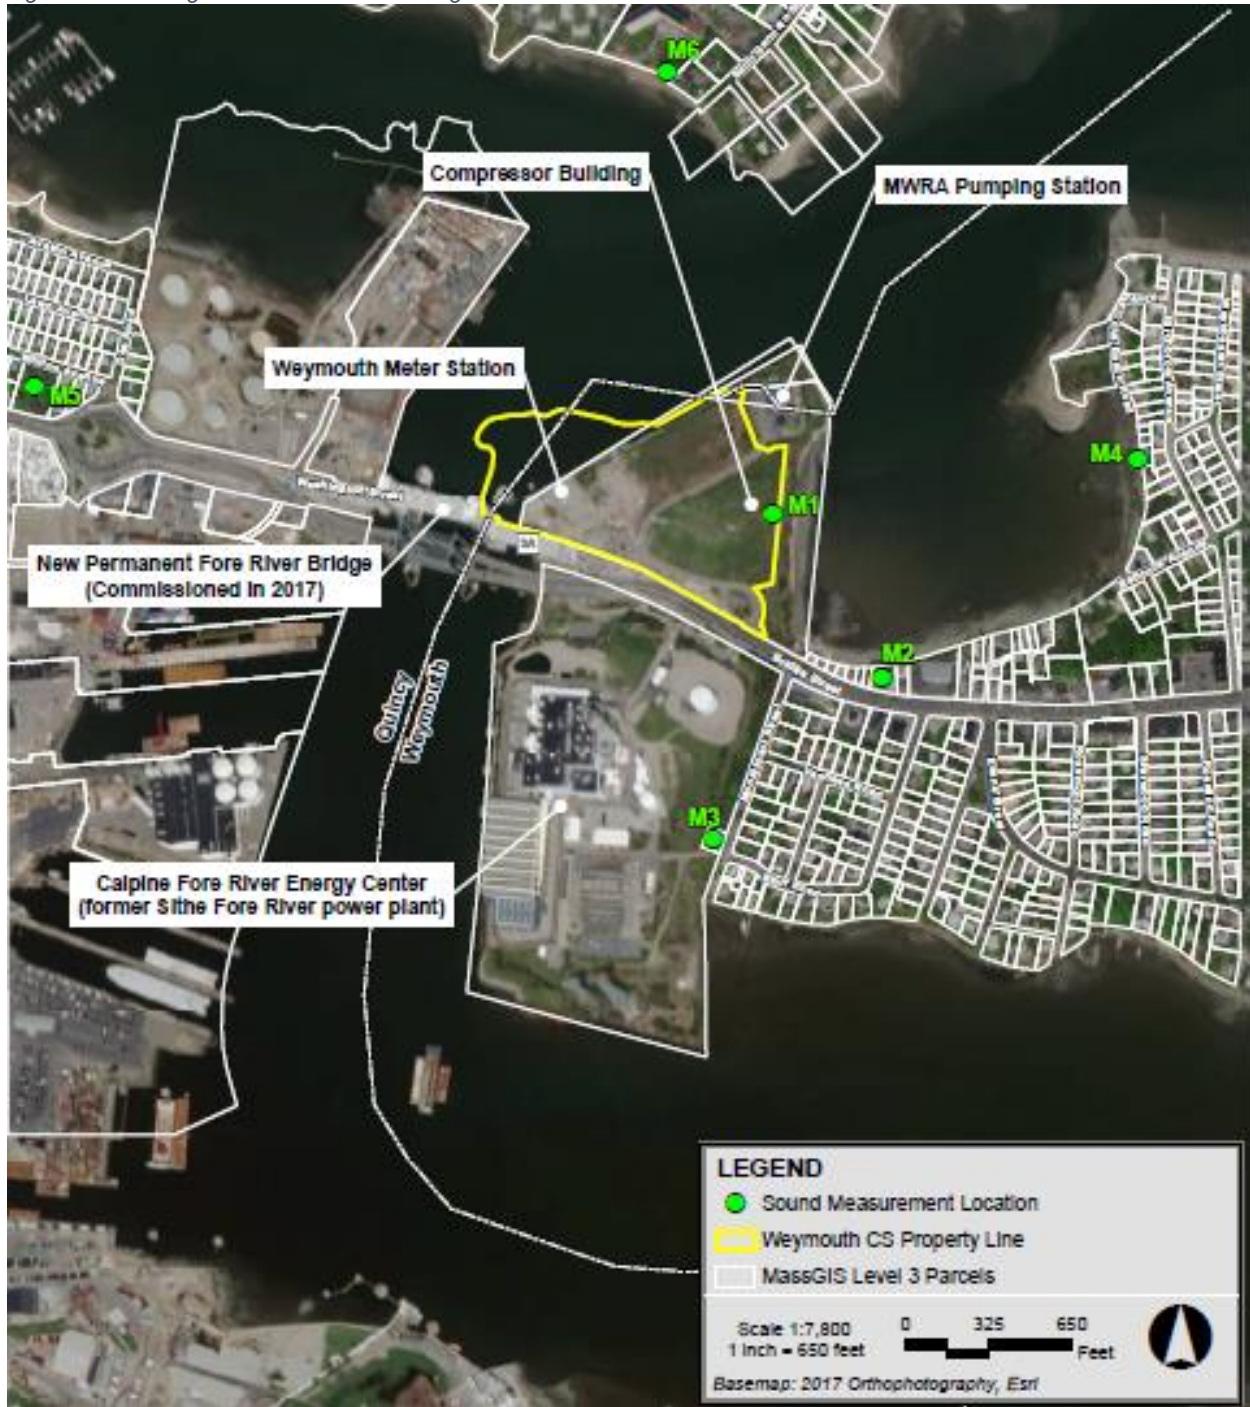 M6
Compressor Building
MWRA Pumping Station
Weymouth Meter Station
M5
M4
M1
New Permanent Fore River Bridge
(Commissioned in 2017)
3A
M2
Quincy
Weymouth
M3
Calpine Fore River Energy Center
(former Sithe Fore River power plant)
LEGEND
Sound Measurement Location
Weymouth CS Property Line
MassGIS Level 3 Parcels
Scale 1:7,800
1 inch = 650 feet
0 325 650
Feet
Basemap: 2017 Orthophotography, Esri